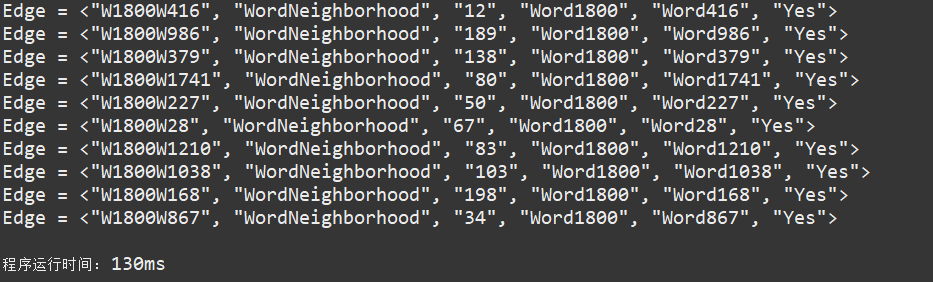 Edge = <"W1800W416", "WordNeighborhood", "12", "Word1800", "Word416", "Yes">
Edge = <"W1800W986", "WordNeighborhood", "189", "Word1800", "Word986", "Yes">
Edge = <"W1800W379", "WordNeighborhood", "138", "Word1800", "Word379", "Yes">
Edge = <"W1800W1741", "WordNeighborhood", "80", "Word1800", "Word1741", "Yes">
Edge = <"W1800W227", "WordNeighborhood", "50", "Word1800", "Word227", "Yes">
Edge = <"W1800W28", "WordNeighborhood", "67", "Word1800", "Word28", "Yes">
Edge = <"W1800W1210", "WordNeighborhood", "83", "Word1800", "Word1210", "Yes">
Edge = <"W1800W1038", "WordNeighborhood", "103", "Word1800", "Word1038", "Yes">
Edge = <"W1800W168", "WordNeighborhood", "198", "Word1800", "Word168", "Yes">
Edge = <"W1800W867", "WordNeighborhood", "34", "Word1800", "Word867", "Yes">
程序运行时间：130ms